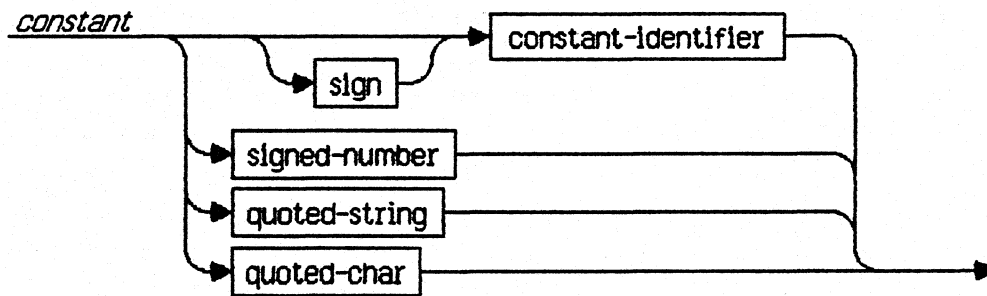 constant
constant-identifier
sign
signed-number
quoted-string
quoted-char